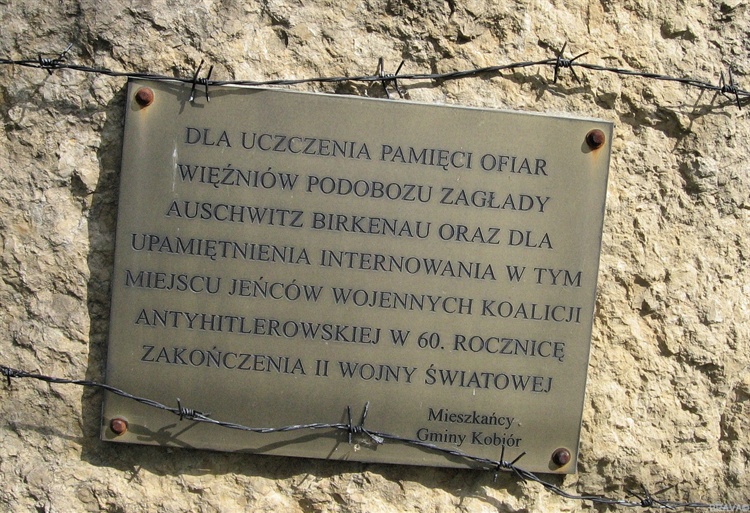 DLA UCZCZENIA PAMIĘCI OFIAR
WIĘŹNIÓW PODOBOZU ZAGŁADY
AUSCHWITZ BIRKENAU ORAZ DLA
UPAMIĘTNIENIA INTERNOWANIA W TYM
MIEJSCU JEŃCÓW WOJENNYCH KOALICJI
ANTYHITLEROWSKIEJ W 60. ROCZNICĘ
ZAKOŃCZENIA II WOJNY ŚWIATOWEJ
Mieszkańcy
Gminy Kobiór